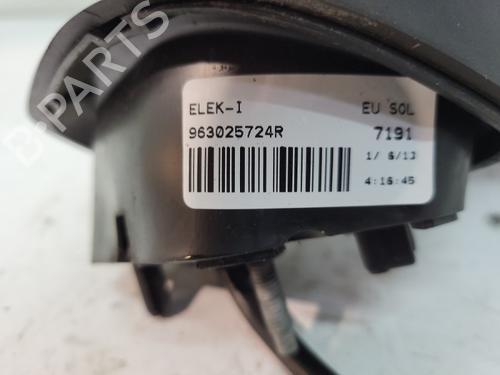 B-Parts
ELEK-I EU SOL
963025724R 7191
1/ 6/13
4:16:45